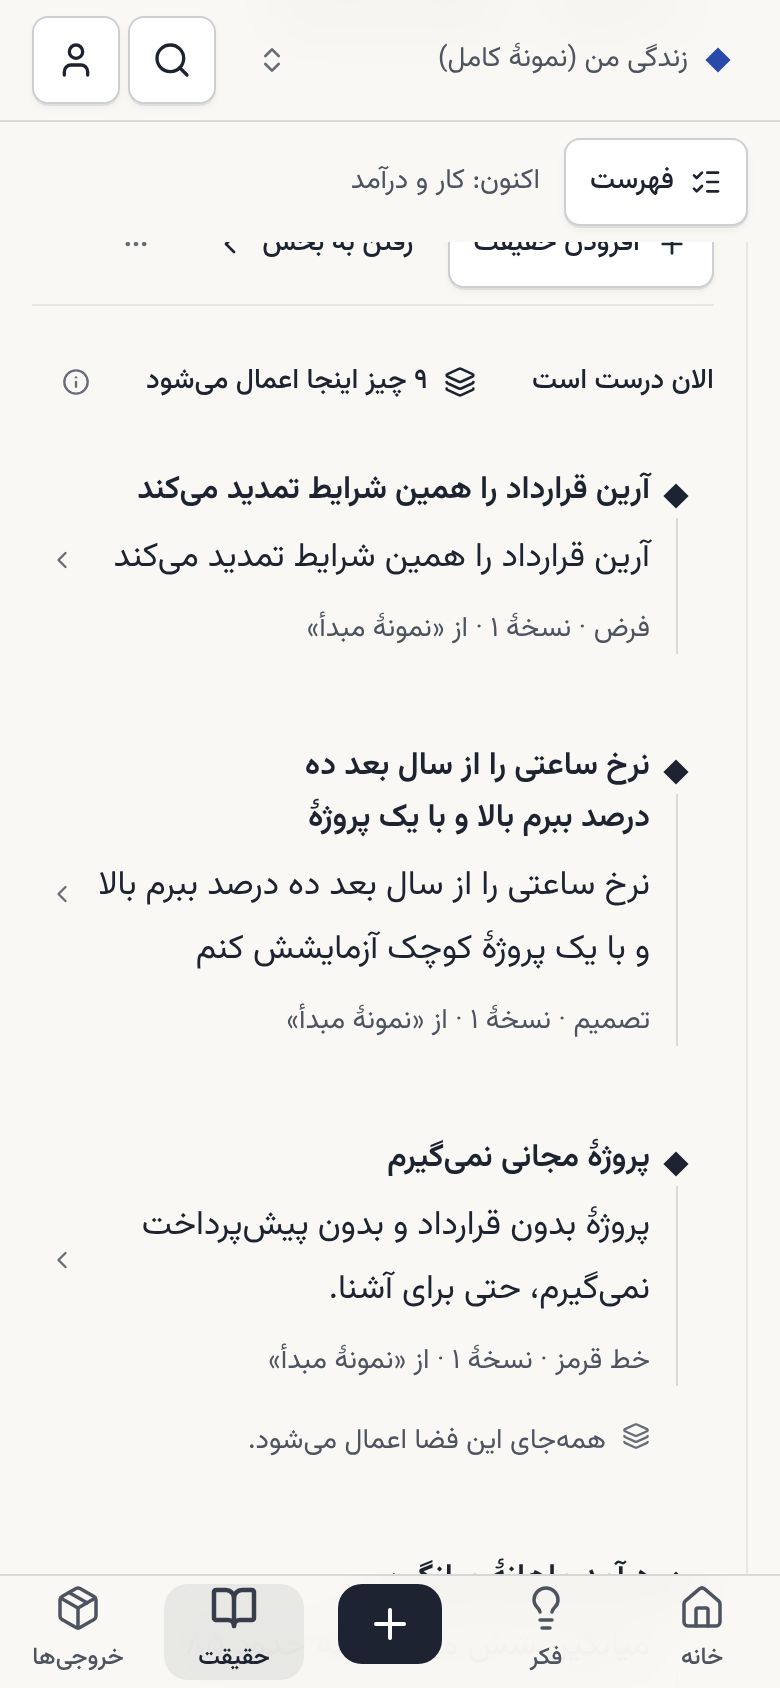 زندگی من (نمونهٔ کامل)
فهرست
اکنون: کار و درآمد
افزودن حقیقت
رفتن به بخش
الان درست است
۹ چیز اینجا اعمال می‌شود
آرین قرارداد را همین شرایط تمدید می‌کند
آرین قرارداد را همین شرایط تمدید می‌کند
فرض · نسخهٔ ۱ · از «نمونهٔ مبدأ»
نرخ ساعتی را از سال بعد ده
درصد ببرم بالا و با یک پروژهٔ
نرخ ساعتی را از سال بعد ده درصد ببرم بالا
و با یک پروژهٔ کوچک آزمایشش کنم
تصمیم · نسخهٔ ۱ · از «نمونهٔ مبدأ»
پروژهٔ مجانی نمی‌گیرم
پروژهٔ بدون قرارداد و بدون پیش‌پرداخت
نمی‌گیرم، حتی برای آشنا.
خط قرمز · نسخهٔ ۱ · از «نمونهٔ مبدأ»
همه‌جای این فضا اعمال می‌شود.
خانه
فکر
حقیقت
خروجی‌ها